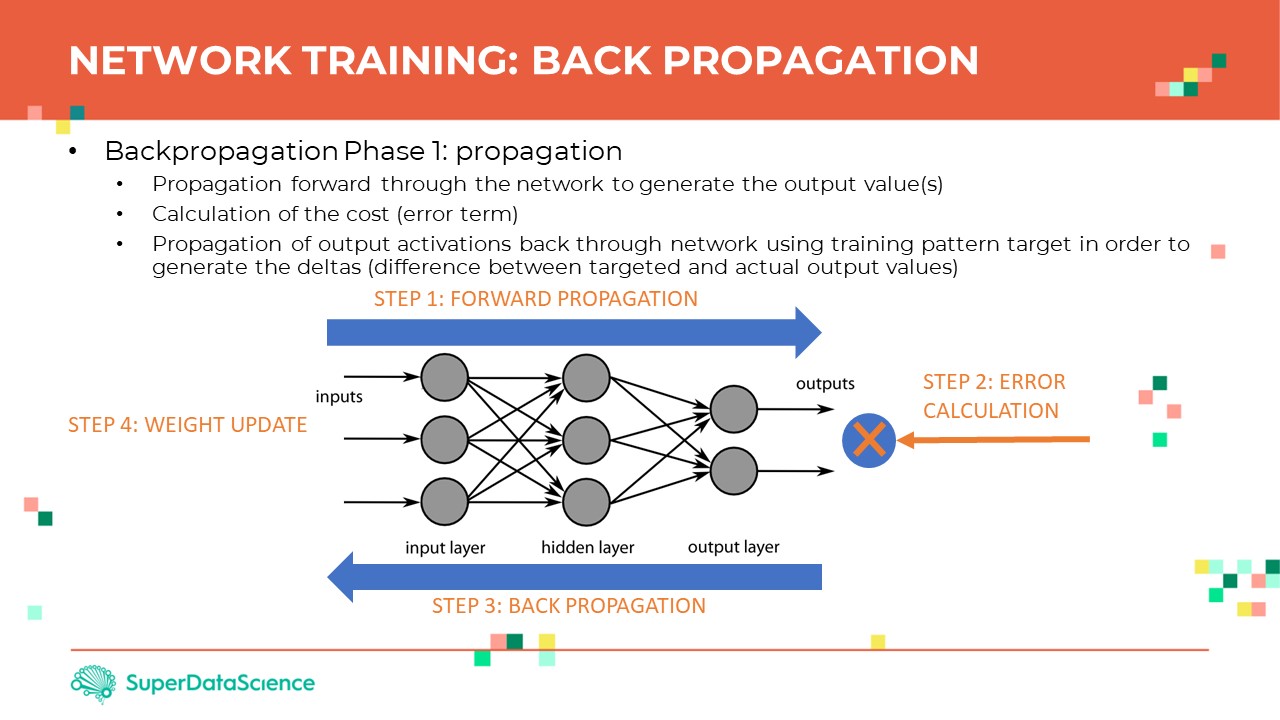 NETWORK TRAINING: BACK PROPAGATION
• Backpropagation Phase 1: propagation
• Propagation forward through the network to generate the output value(s)
• Calculation of the cost (error term)
• Propagation of output activations back through network using training pattern target in order to
generate the deltas (difference between targeted and actual output values)
STEP 1: FORWARD PROPAGATION
inputs
outputs
STEP 2: ERROR
CALCULATION
STEP 4: WEIGHT UPDATE
input layer
hidden layer
output layer
STEP 3: BACK PROPAGATION
SuperDataScience